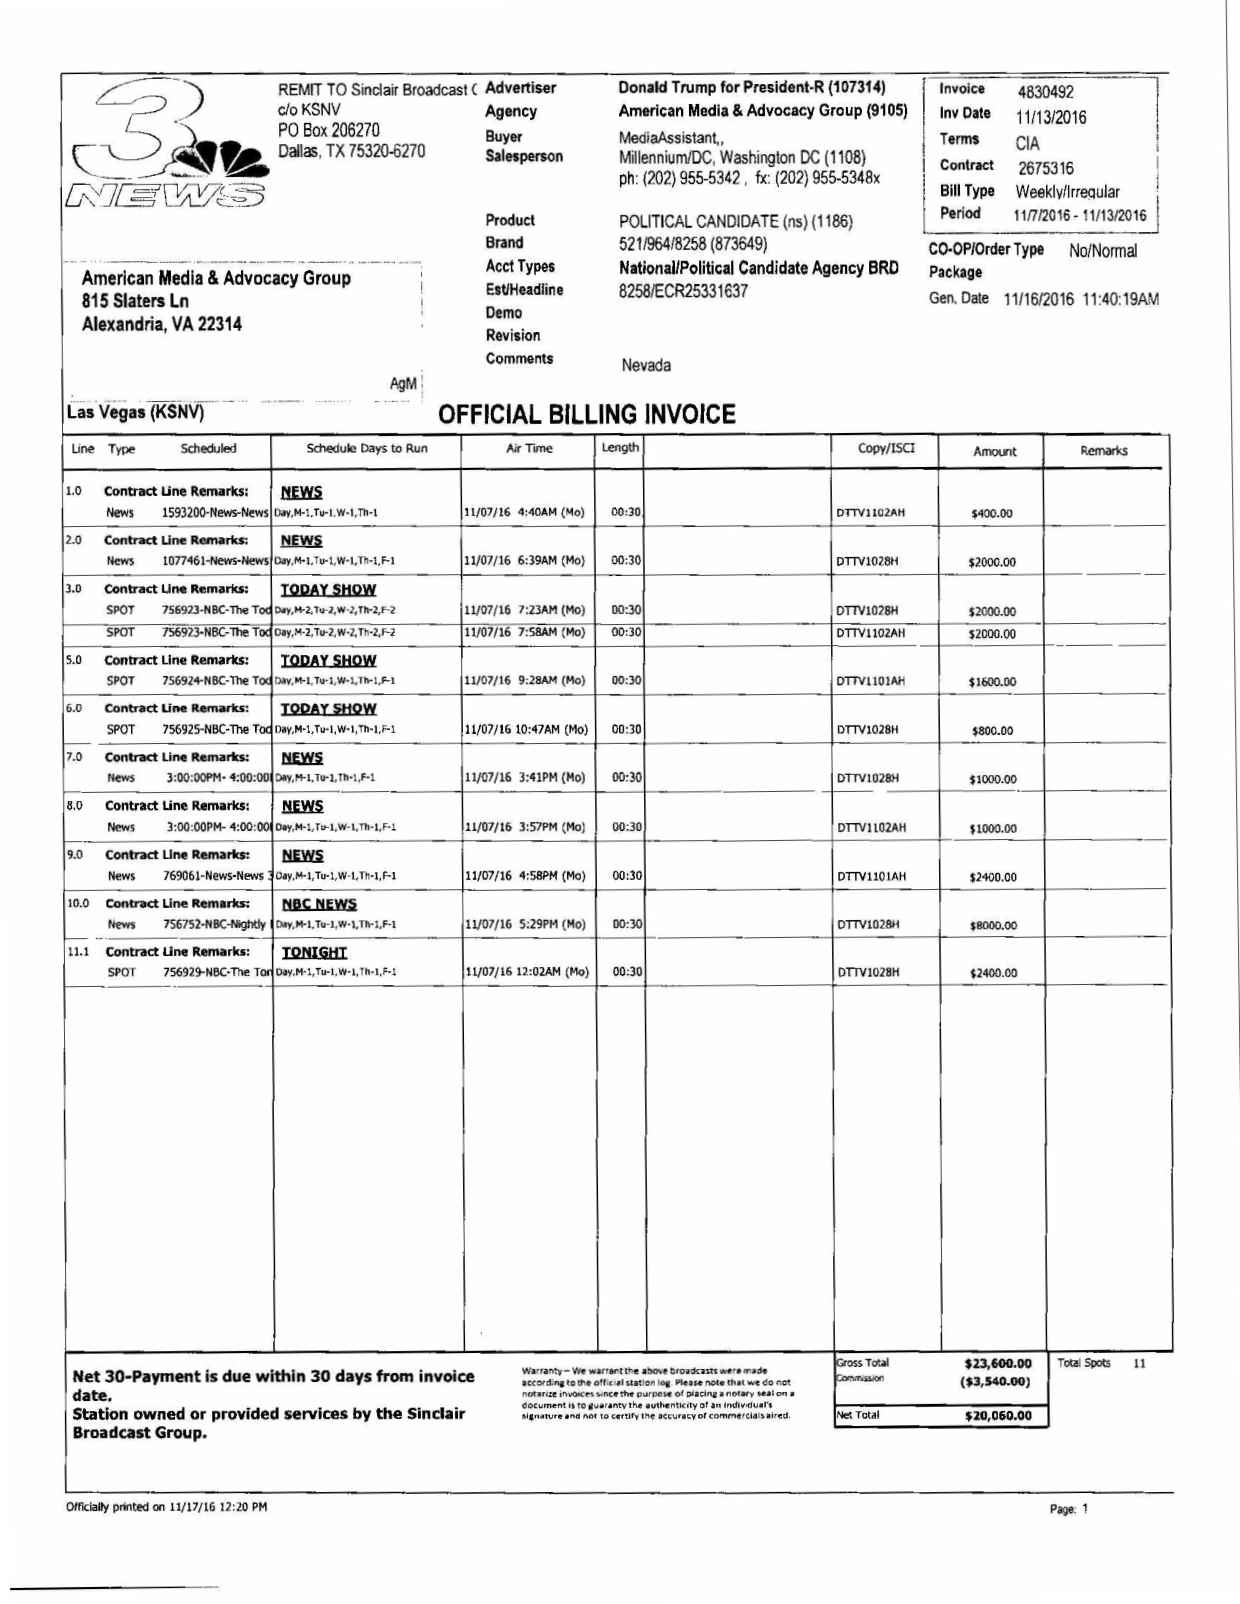 3
NEWS
REMIT TO Sinclair Broadcast
c/o KSNV
PO Box 206270
Dallas, TX 75320-6270
Advertiser Donald Trump for President-R (107314)
Agency American Media & Advocacy Group (9105)
Buyer MediaAssistant,,
Salesperson Millennium/DC, Washington DC (1108)
ph: (202) 955-5342 , fx: (202) 955-5348x
Product POLITICAL CANDIDATE (ns) (1186)
Brand 521/964/8258 (873649)
Acct Types National/Political Candidate Agency BRD
Est/Headline 8258/ECR25331637
Demo
Revision
Comments Nevada
Invoice 4830492
Inv Date 11/13/2016
Terms CIA
Contract 2675316
Bill Type Weekly/Irregular
Period 11/7/2016 - 11/13/2016
CO-OP/Order Type No/Normal
Package
Gen. Date 11/16/2016 11:40:19AM
American Media & Advocacy Group
815 Slaters Ln
Alexandria, VA 22314
AgM
Las Vegas (KSNV) OFFICIAL BILLING INVOICE
Line Type Scheduled Schedule Days to Run Air Time Length Copy/ISCI Amount Remarks
1.0 Contract Line Remarks: NEWS
News 1593200-News-News Day,M-1,Tu-1,W-1,Th-1 11/07/16 4:40AM (Mo) 00:30 DTTV1102AH $400.00
2.0 Contract Line Remarks: NEWS
News 1077461-News-News Day,M-1,Tu-1,W-1,Th-1,F-1 11/07/16 6:39AM (Mo) 00:30 DTTV1028H $2000.00
3.0 Contract Line Remarks: TODAY SHOW
SPOT 756923-NBC-The Tod Day,M-2,Tu-2,W-2,Th-2,F-2 11/07/16 7:23AM (Mo) 00:30 DTTV1028H $2000.00
SPOT 756923-NBC-The Tod Day,M-2,Tu-2,W-2,Th-2,F-2 11/07/16 7:58AM (Mo) 00:30 DTTV1102AH $2000.00
5.0 Contract Line Remarks: TODAY SHOW
SPOT 756924-NBC-The Tod Day,M-1,Tu-1,W-1,Th-1,F-1 11/07/16 9:28AM (Mo) 00:30 DTTV1101AH $1600.00
6.0 Contract Line Remarks: TODAY SHOW
SPOT 756925-NBC-The Tod Day,M-1,Tu-1,W-1,Th-1,F-1 11/07/16 10:47AM (Mo) 00:30 DTTV1028H $800.00
7.0 Contract Line Remarks: NEWS
News 3:00:00PM- 4:00:00 Day,M-1,Tu-1,Th-1,F-1 11/07/16 3:41PM (Mo) 00:30 DTTV1028H $1000.00
8.0 Contract Line Remarks: NEWS
News 3:00:00PM- 4:00:00 Day,M-1,Tu-1,W-1,Th-1,F-1 11/07/16 3:57PM (Mo) 00:30 DTTV1102AH $1000.00
9.0 Contract Line Remarks: NEWS
News 769061-News-News 3 Day,M-1,Tu-1,W-1,Th-1,F-1 11/07/16 4:58PM (Mo) 00:30 DTTV1101AH $2400.00
10.0 Contract Line Remarks: NBC NEWS
News 756752-NBC-Nightly Day,M-1,Tu-1,W-1,Th-1,F-1 11/07/16 5:29PM (Mo) 00:30 DTTV1028H $8000.00
11.1 Contract Line Remarks: TONIGHT
SPOT 756929-NBC-The Ton Day,M-1,Tu-1,W-1,Th-1,F-1 11/07/16 12:02AM (Mo) 00:30 DTTV1028H $2400.00
Net 30-Payment is due within 30 days from invoice
date.
Station owned or provided services by the Sinclair
Broadcast Group.
Warranty - We warrant the above broadcasts were made
according to the official station log. Please note that we do not
notarize invoices since the purpose of placing a notary seal on a
document is to guaranty the authenticity of an individual's
signature and not to certify the accuracy of commercials aired.
Gross Total $23,600.00 Total Spots 11
Commission ($3,540.00)
Net Total $20,060.00
Officially printed on 11/17/16 12:20 PM
Page: 1